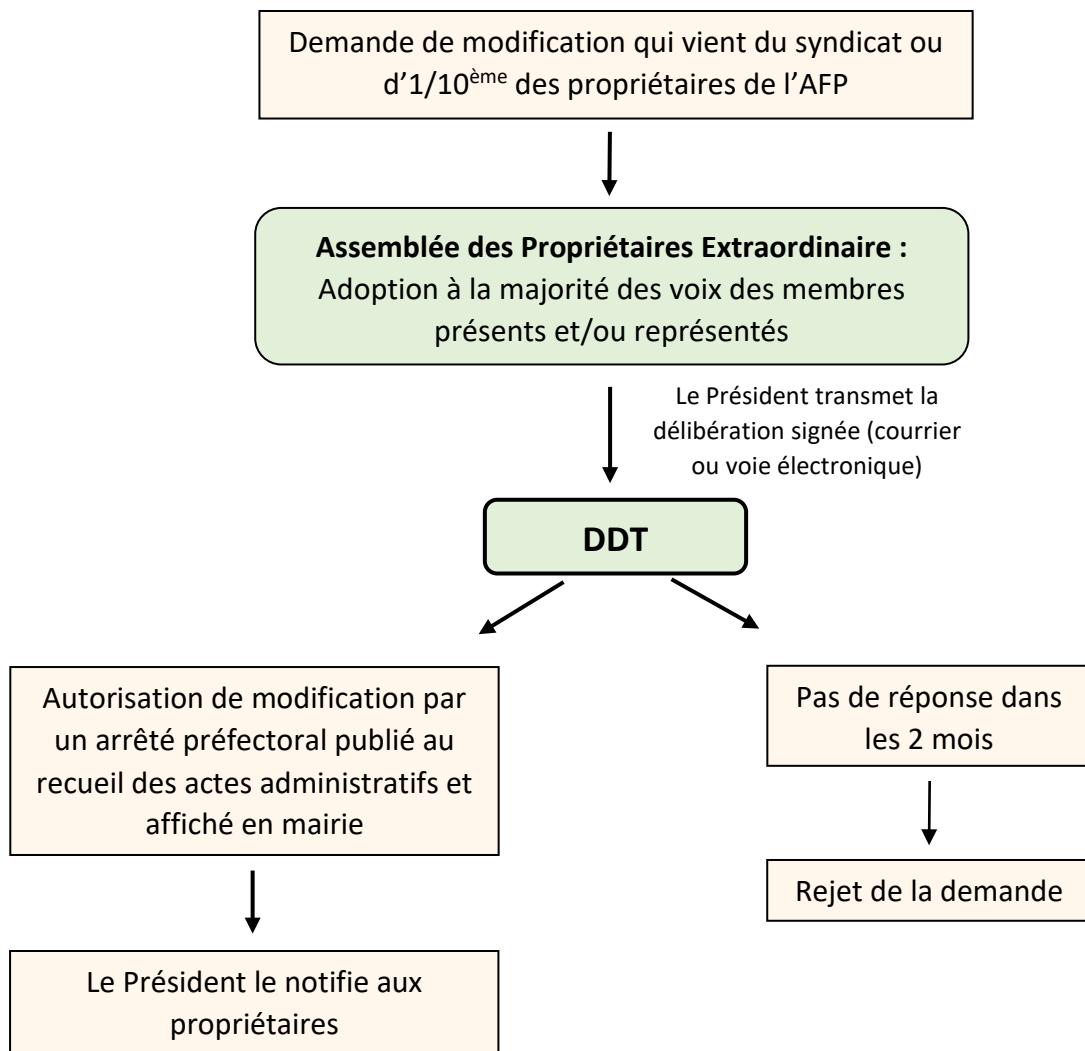 Demande de modification qui vient du syndicat ou
d'1/10ème des propriétaires de l'AFP
Assemblée des Propriétaires Extraordinaire :
Adoption à la majorité des voix des membres
présents et/ou représentés
Le Président transmet la
délibération signée (courrier
ou voie électronique)
DDT
Autorisation de modification par
un arrêté préfectoral publié au
recueil des actes administratifs et
affiché en mairie
Le Président le notifie aux
propriétaires
Pas de réponse dans
les 2 mois
Rejet de la demande